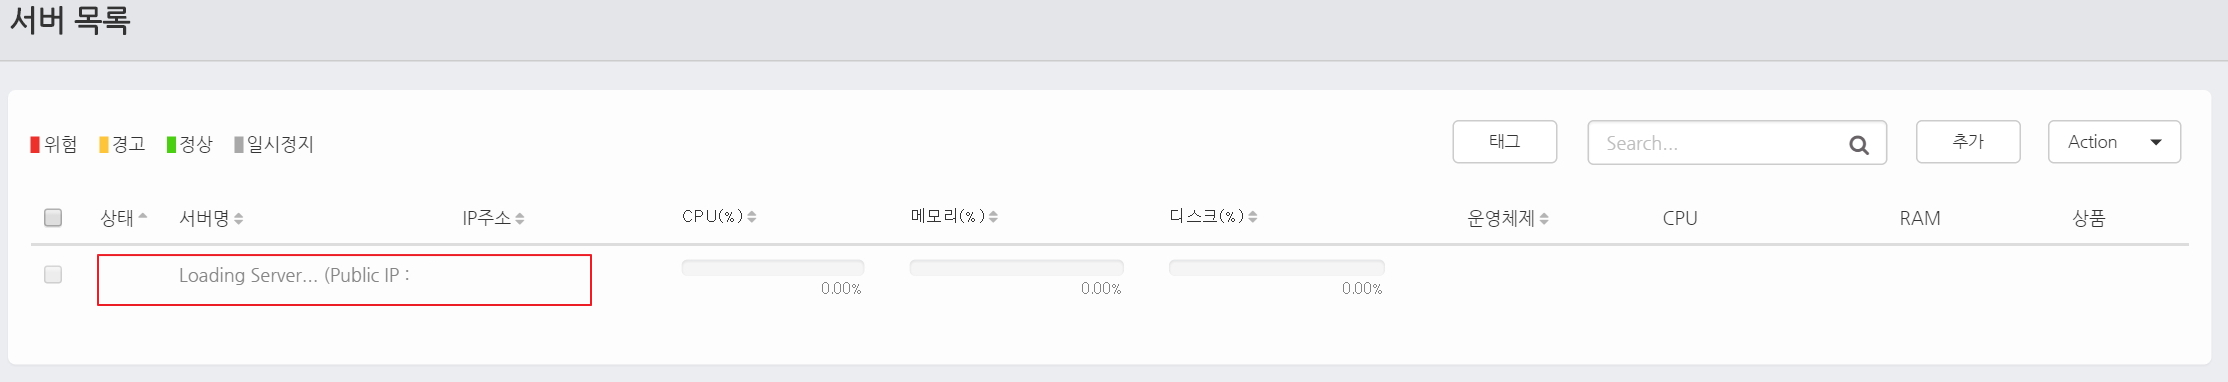 서버 목록
위험 경고 정상 일시정지 태그 Search... 추가 Action
상태 서버명 IP주소 CPU(%) 메모리(%) 디스크(%) 운영체제 CPU RAM 상품
Loading Server... (Public IP :
0.00% 0.00% 0.00%